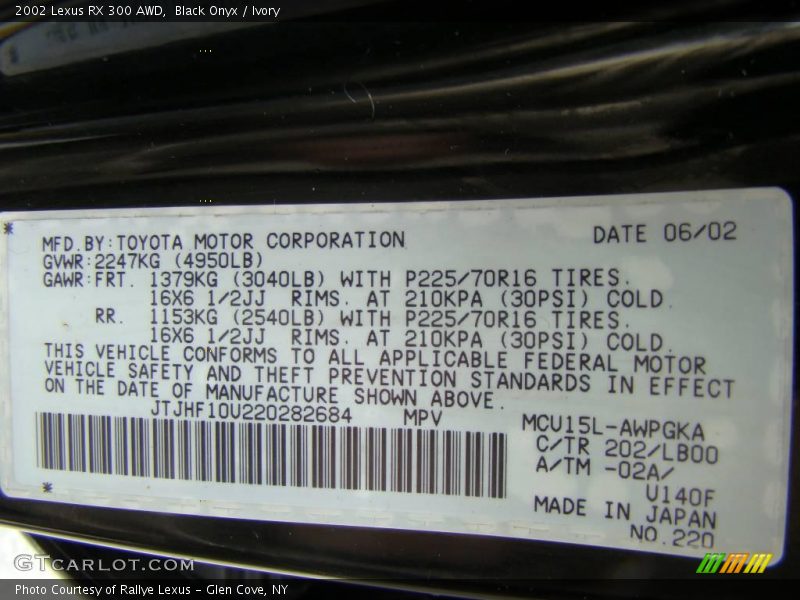 2002 Lexus RX 300 AWD, Black Onyx / Ivory
MFD.BY:TOYOTA MOTOR CORPORATION DATE 06/02
GVWR:2247KG (4950LB)
GAWR:FRT. 1379KG (3040LB) WITH P225/70R16 TIRES.
16X6 1/2JJ RIMS. AT 210KPA (30PSI) COLD.
RR. 1153KG (2540LB) WITH P225/70R16 TIRES.
16X6 1/2JJ RIMS. AT 210KPA (30PSI) COLD.
THIS VEHICLE CONFORMS TO ALL APPLICABLE FEDERAL MOTOR
VEHICLE SAFETY AND THEFT PREVENTION STANDARDS IN EFFECT
ON THE DATE OF MANUFACTURE SHOWN ABOVE.
JTJHF10U220282684 MPV
MCU15L-AWPGKA
C/TR 202/LB00
A/TM -02A/
U140F
MADE IN JAPAN
NO.220
GTCARLOT.COM
Photo Courtesy of Rallye Lexus - Glen Cove, NY